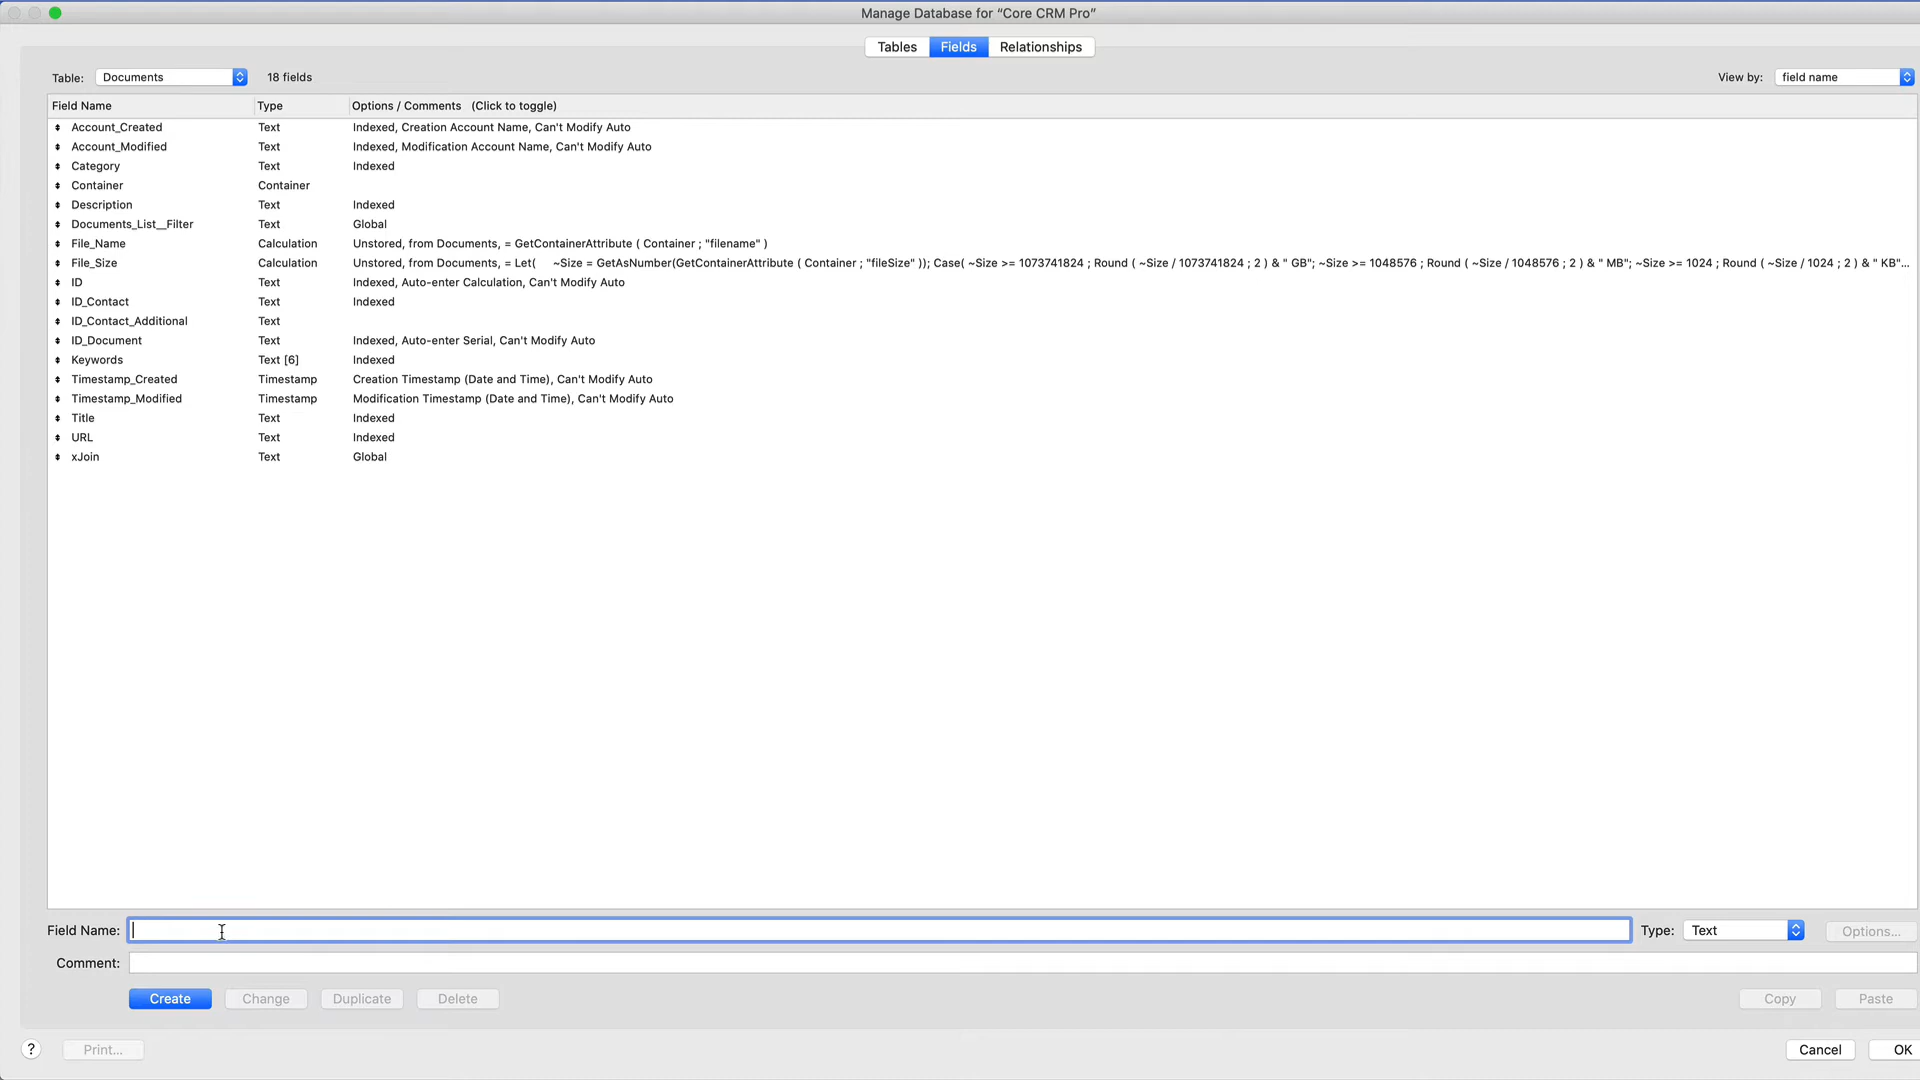 Manage Database for “Core CRM Pro”
Tables Fields Relationships
Table: Documents 18 fields View by: field name
Field Name Type Options / Comments (Click to toggle)
Account_Created Text Indexed, Creation Account Name, Can't Modify Auto
Account_Modified Text Indexed, Modification Account Name, Can't Modify Auto
Category Text Indexed
Container Container
Description Text Indexed
Documents_List__Filter Text Global
File_Name Calculation Unstored, from Documents, = GetContainerAttribute ( Container ; "filename" )
File_Size Calculation Unstored, from Documents, = Let( ~Size = GetAsNumber(GetContainerAttribute ( Container ; "fileSize" )); Case( ~Size >= 1073741824 ; Round ( ~Size / 1073741824 ; 2 ) & " GB"; ~Size >= 1048576 ; Round ( ~Size / 1048576 ; 2 ) & " MB"; ~Size >= 1024 ; Round ( ~Size / 1024 ; 2 ) & " KB"...
ID Text Indexed, Auto-enter Calculation, Can't Modify Auto
ID_Contact Text Indexed
ID_Contact_Additional Text
ID_Document Text Indexed, Auto-enter Serial, Can't Modify Auto
Keywords Text [6] Indexed
Timestamp_Created Timestamp Creation Timestamp (Date and Time), Can't Modify Auto
Timestamp_Modified Timestamp Modification Timestamp (Date and Time), Can't Modify Auto
Title Text Indexed
URL Text Indexed
xJoin Text Global
Field Name: Type: Text Options...
Comment:
Create Change Duplicate Delete Copy Paste
? Print... Cancel OK